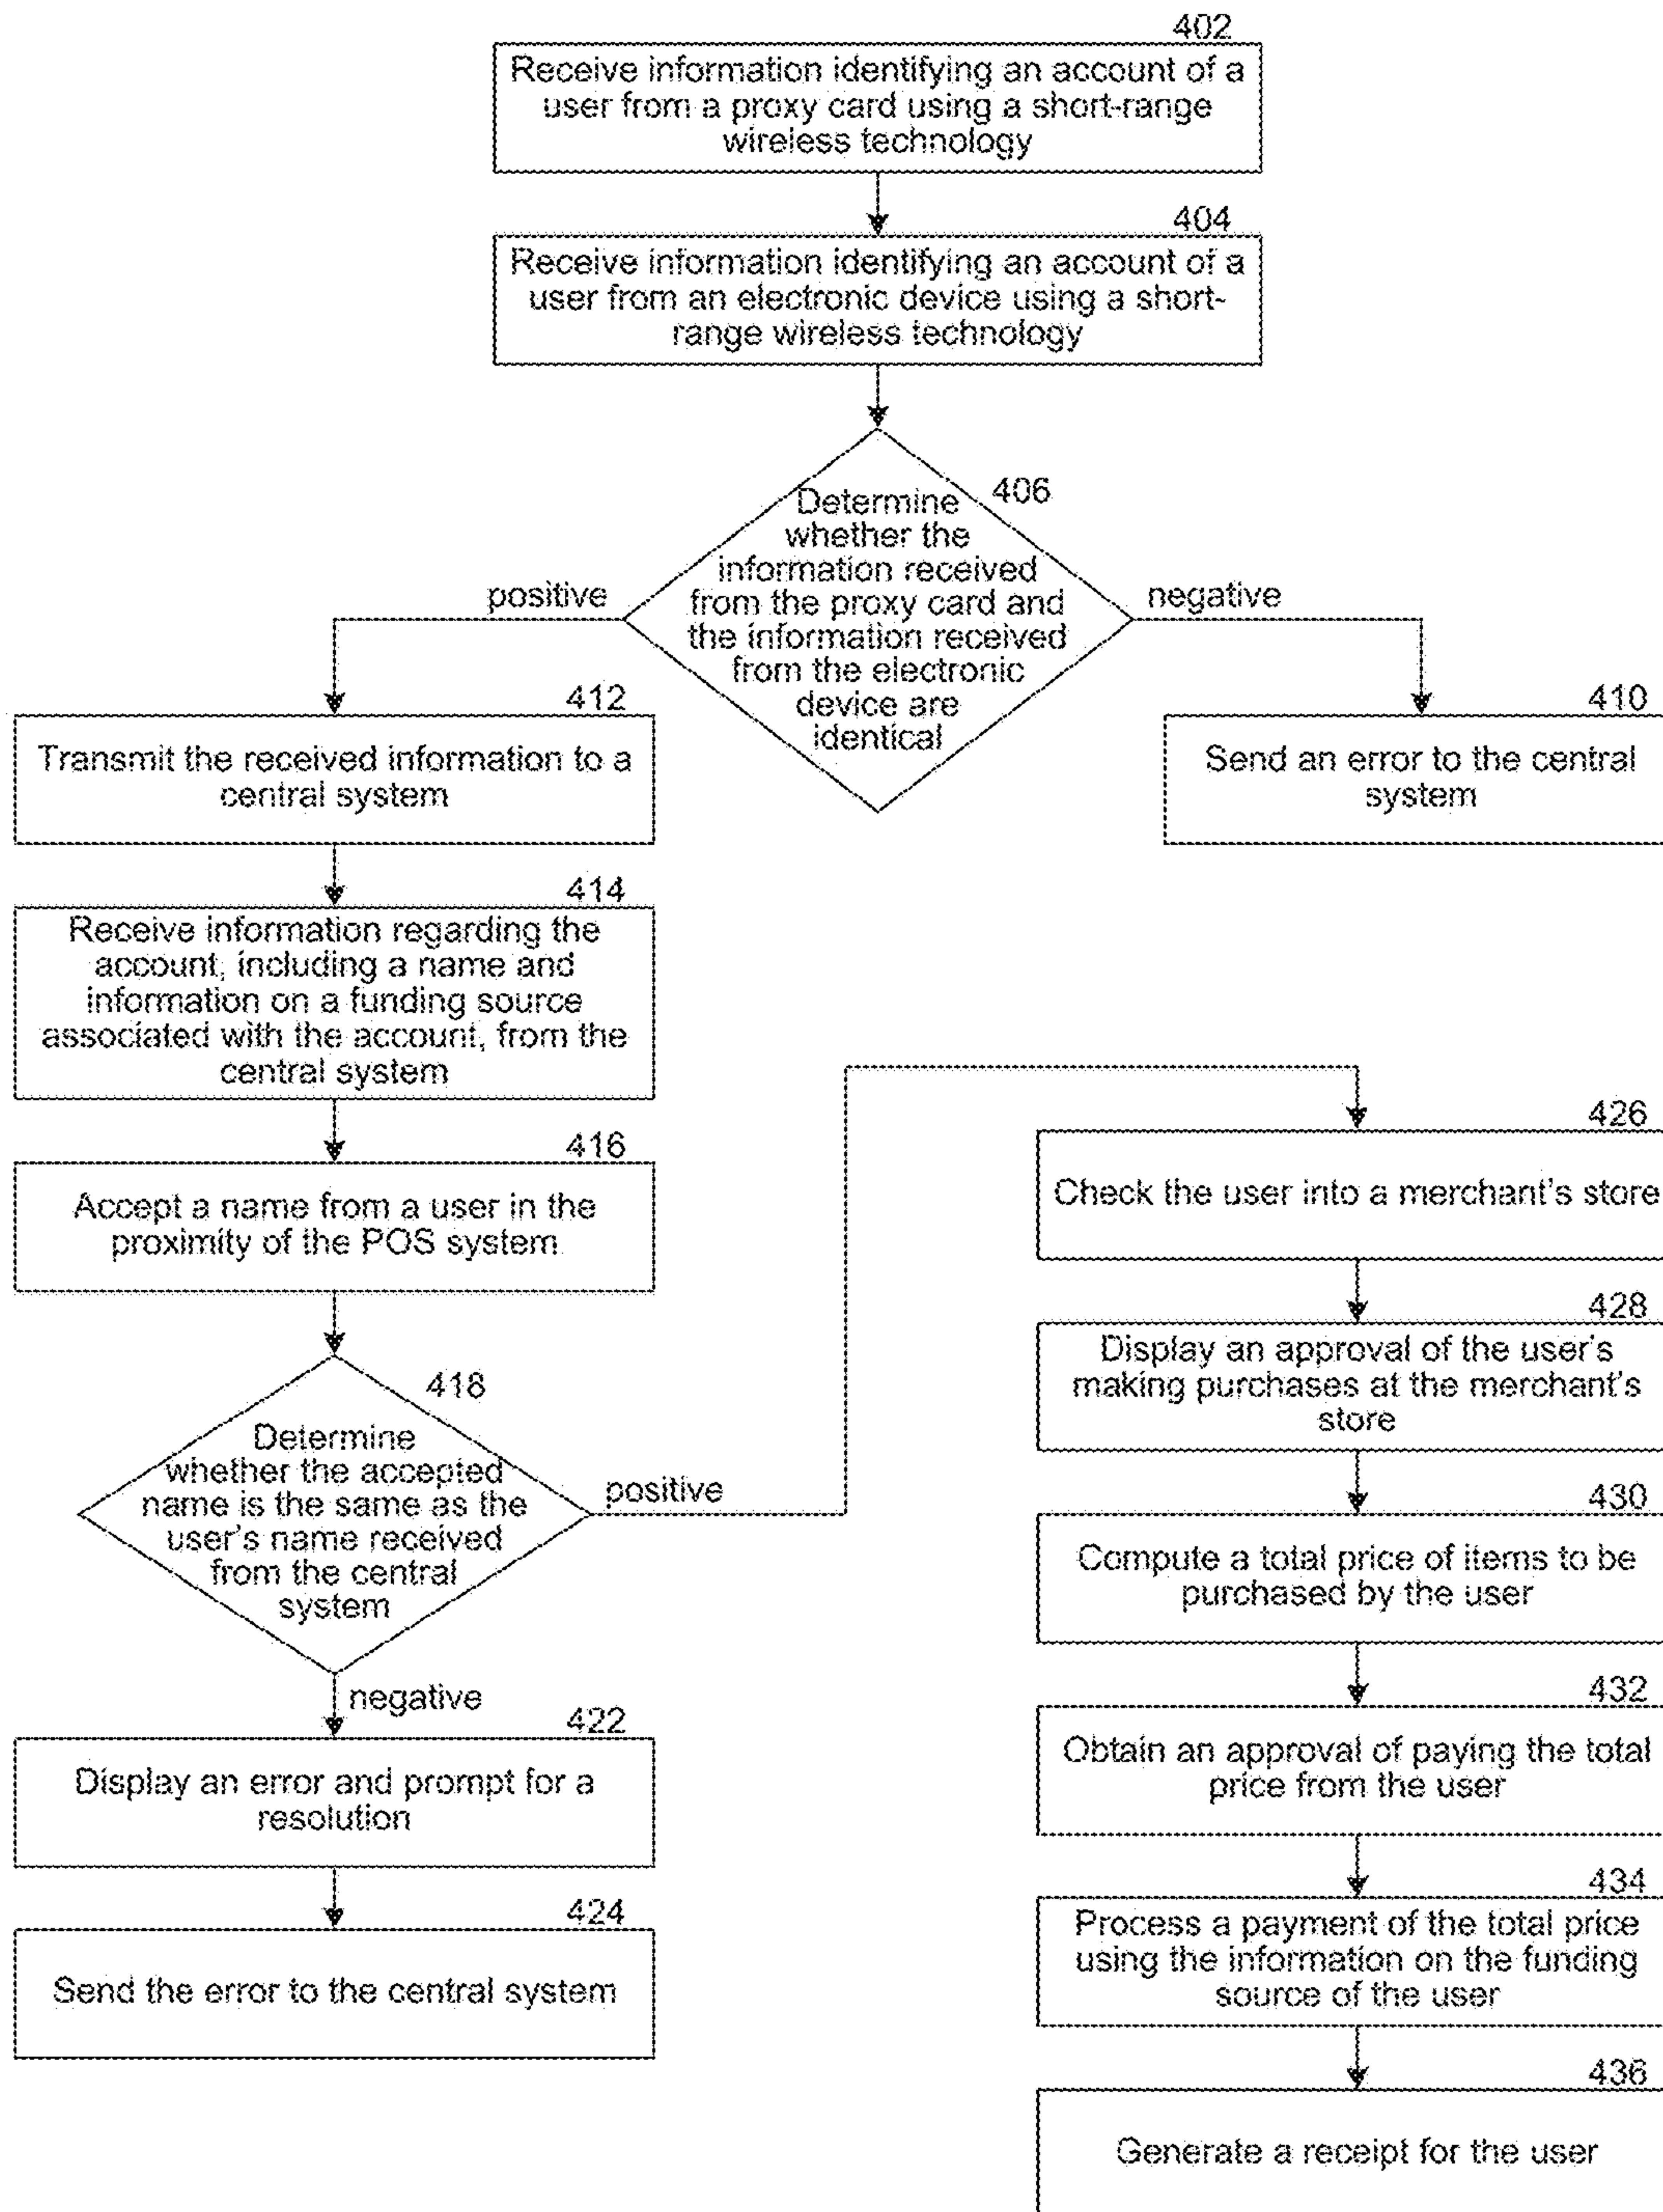 402
Receive information identifying an account of a
user from a proxy card using a short-range
wireless technology
404
Receive information identifying an account of a
user from an electronic device using a short-
range wireless technology
406
Determine
whether the
information received
from the proxy card and
the information received
from the electronic
device are
identical
positive
negative
412
Transmit the received information to a
central system
410
Send an error to the central
system
414
Receive information regarding the
account, including a name and
information on a funding source
associated with the account, from the
central system
416
Accept a name from a user in the
proximity of the POS system
418
Determine
whether the accepted
name is the same as the
user's name received
from the central
system
positive
negative
422
Display an error and prompt for a
resolution
424
Send the error to the central system
426
Check the user into a merchant's store
428
Display an approval of the user's
making purchases at the merchant's
store
430
Compute a total price of items to be
purchased by the user
432
Obtain an approval of paying the total
price from the user
434
Process a payment of the total price
using the information on the funding
source of the user
436
Generate a receipt for the user